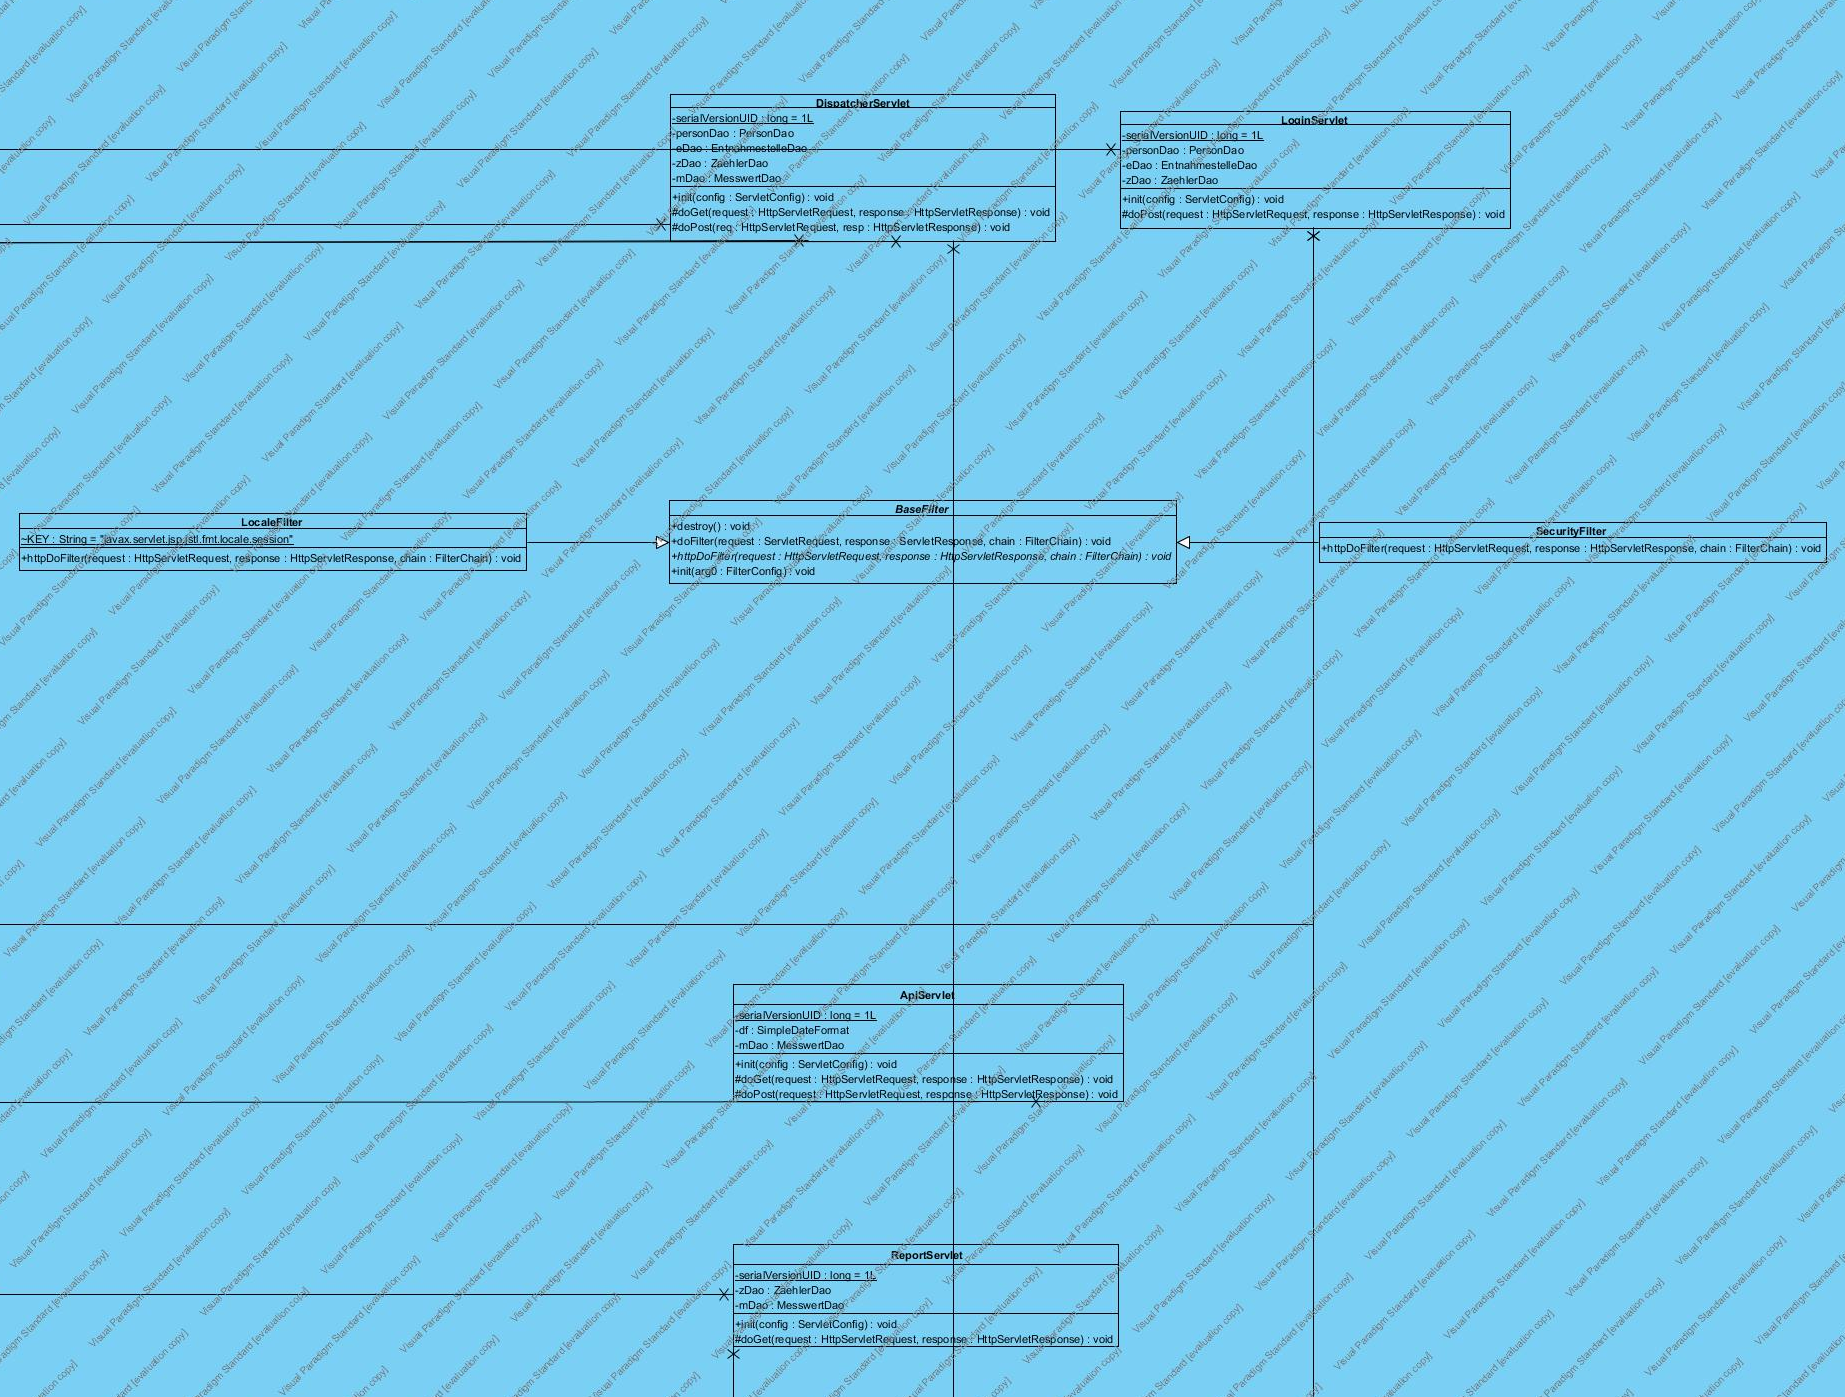 DispatcherServlet
-serialVersionUID : long = 1L
-personDao : PersonDao
-eDao : EntnahmestelleDao
-zDao : ZaehlerDao
-mDao : MesswertDao
+init(config : ServletConfig) : void
#doGet(request : HttpServletRequest, response : HttpServletResponse) : void
#doPost(req : HttpServletRequest, resp : HttpServletResponse) : void
LoginServlet
-serialVersionUID : long = 1L
-personDao : PersonDao
-eDao : EntnahmestelleDao
-zDao : ZaehlerDao
+init(config : ServletConfig) : void
#doPost(request : HttpServletRequest, response : HttpServletResponse) : void
LocaleFilter
~KEY : String = "javax.servlet.jsp.jstl.fmt.locale.session"
+httpDoFilter(request : HttpServletRequest, response : HttpServletResponse, chain : FilterChain) : void
BaseFilter
+destroy() : void
+doFilter(request : ServletRequest, response : ServletResponse, chain : FilterChain) : void
+httpDoFilter(request : HttpServletRequest, response : HttpServletResponse, chain : FilterChain) : void
+init(arg0 : FilterConfig) : void
SecurityFilter
+httpDoFilter(request : HttpServletRequest, response : HttpServletResponse, chain : FilterChain) : void
ApiServlet
-serialVersionUID : long = 1L
-df : SimpleDateFormat
-mDao : MesswertDao
+init(config : ServletConfig) : void
#doGet(request : HttpServletRequest, response : HttpServletResponse) : void
#doPost(request : HttpServletRequest, response : HttpServletResponse) : void
ReportServlet
-serialVersionUID : long = 1L
-zDao : ZaehlerDao
-mDao : MesswertDao
+init(config : ServletConfig) : void
#doGet(request : HttpServletRequest, response : HttpServletResponse) : void
Visual Paradigm Standard [evaluation copy]